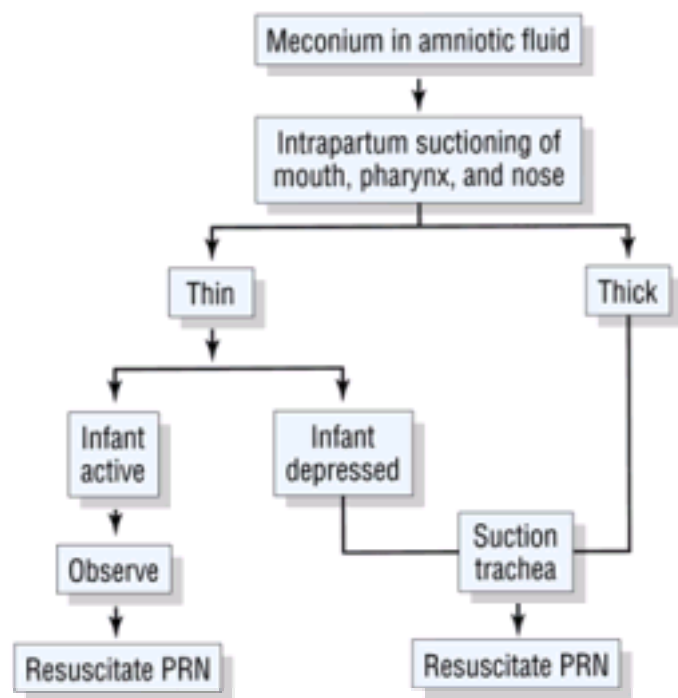 Meconium in amniotic fluid
Intrapartum suctioning of
mouth, pharynx, and nose
Thin
Thick
Infant
active
Infant
depressed
Suction
trachea
Observe
Resuscitate PRN
Resuscitate PRN